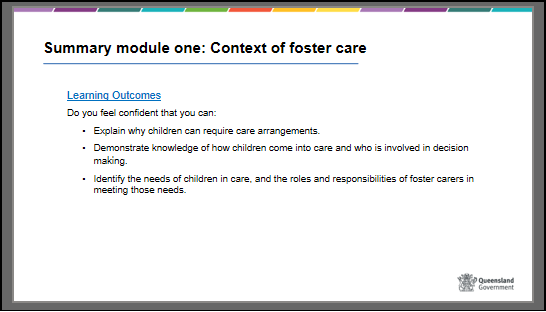 Summary module one: Context of foster care
Learning Outcomes
Do you feel confident that you can:
• Explain why children can require care arrangements.
• Demonstrate knowledge of how children come into care and who is involved in decision
making.
• Identify the needs of children in care, and the roles and responsibilities of foster carers in
meeting those needs.
Queensland
Government